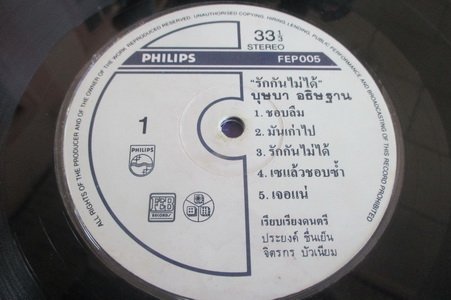 ALL RIGHTS OF THE PRODUCER AND OF THE OWNER OF THE WORK REPRODUCED RESERVED. UNAUTHORISED COPYING, HIRING, LENDING, PUBLIC PERFORMANCE AND BROADCASTING OF THIS RECORD PROHIBITED
33 1/3
STEREO
PHILIPS
FEP005
"รักกันไม่ได้"
บุษบา อธิษฐาน
1. ชอบลืม
2. มันเก่าไป
3. รักกันไม่ได้
4. เซแล้วชอบซ้ำ
5. เจอแน่
1
PHILIPS
RECORDS
เรียบเรียงดนตรี
ประยงค์ ชื่นเย็น
จิตรกร บัวเนียม